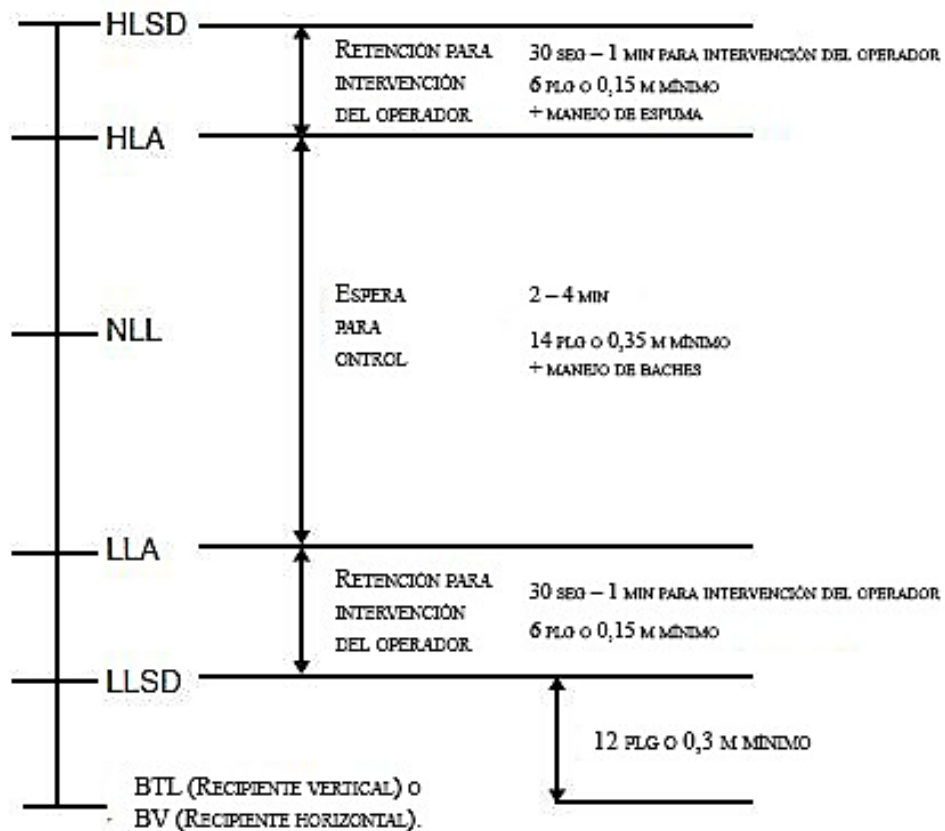 HLSD
RETENCIÓN PARA
INTERVENCIÓN
DEL OPERADOR
30 SEG – 1 MIN PARA INTERVENCIÓN DEL OPERADOR
6 PLG O 0,15 M MÍNIMO
+ MANEJO DE ESPUMA
HLA
NLL
ESPERA
PARA
ONTROL
2 – 4 MIN
14 PLG O 0,35 M MÍNIMO
+ MANEJO DE BACHES
LLA
RETENCIÓN PARA
INTERVENCIÓN
DEL OPERADOR
30 SEG – 1 MIN PARA INTERVENCIÓN DEL OPERADOR
6 PLG O 0,15 M MÍNIMO
LLSD
12 PLG O 0,3 M MÍNIMO
BTL (RECIPIENTE VERTICAL) O
BV (RECIPIENTE HORIZONTAL).